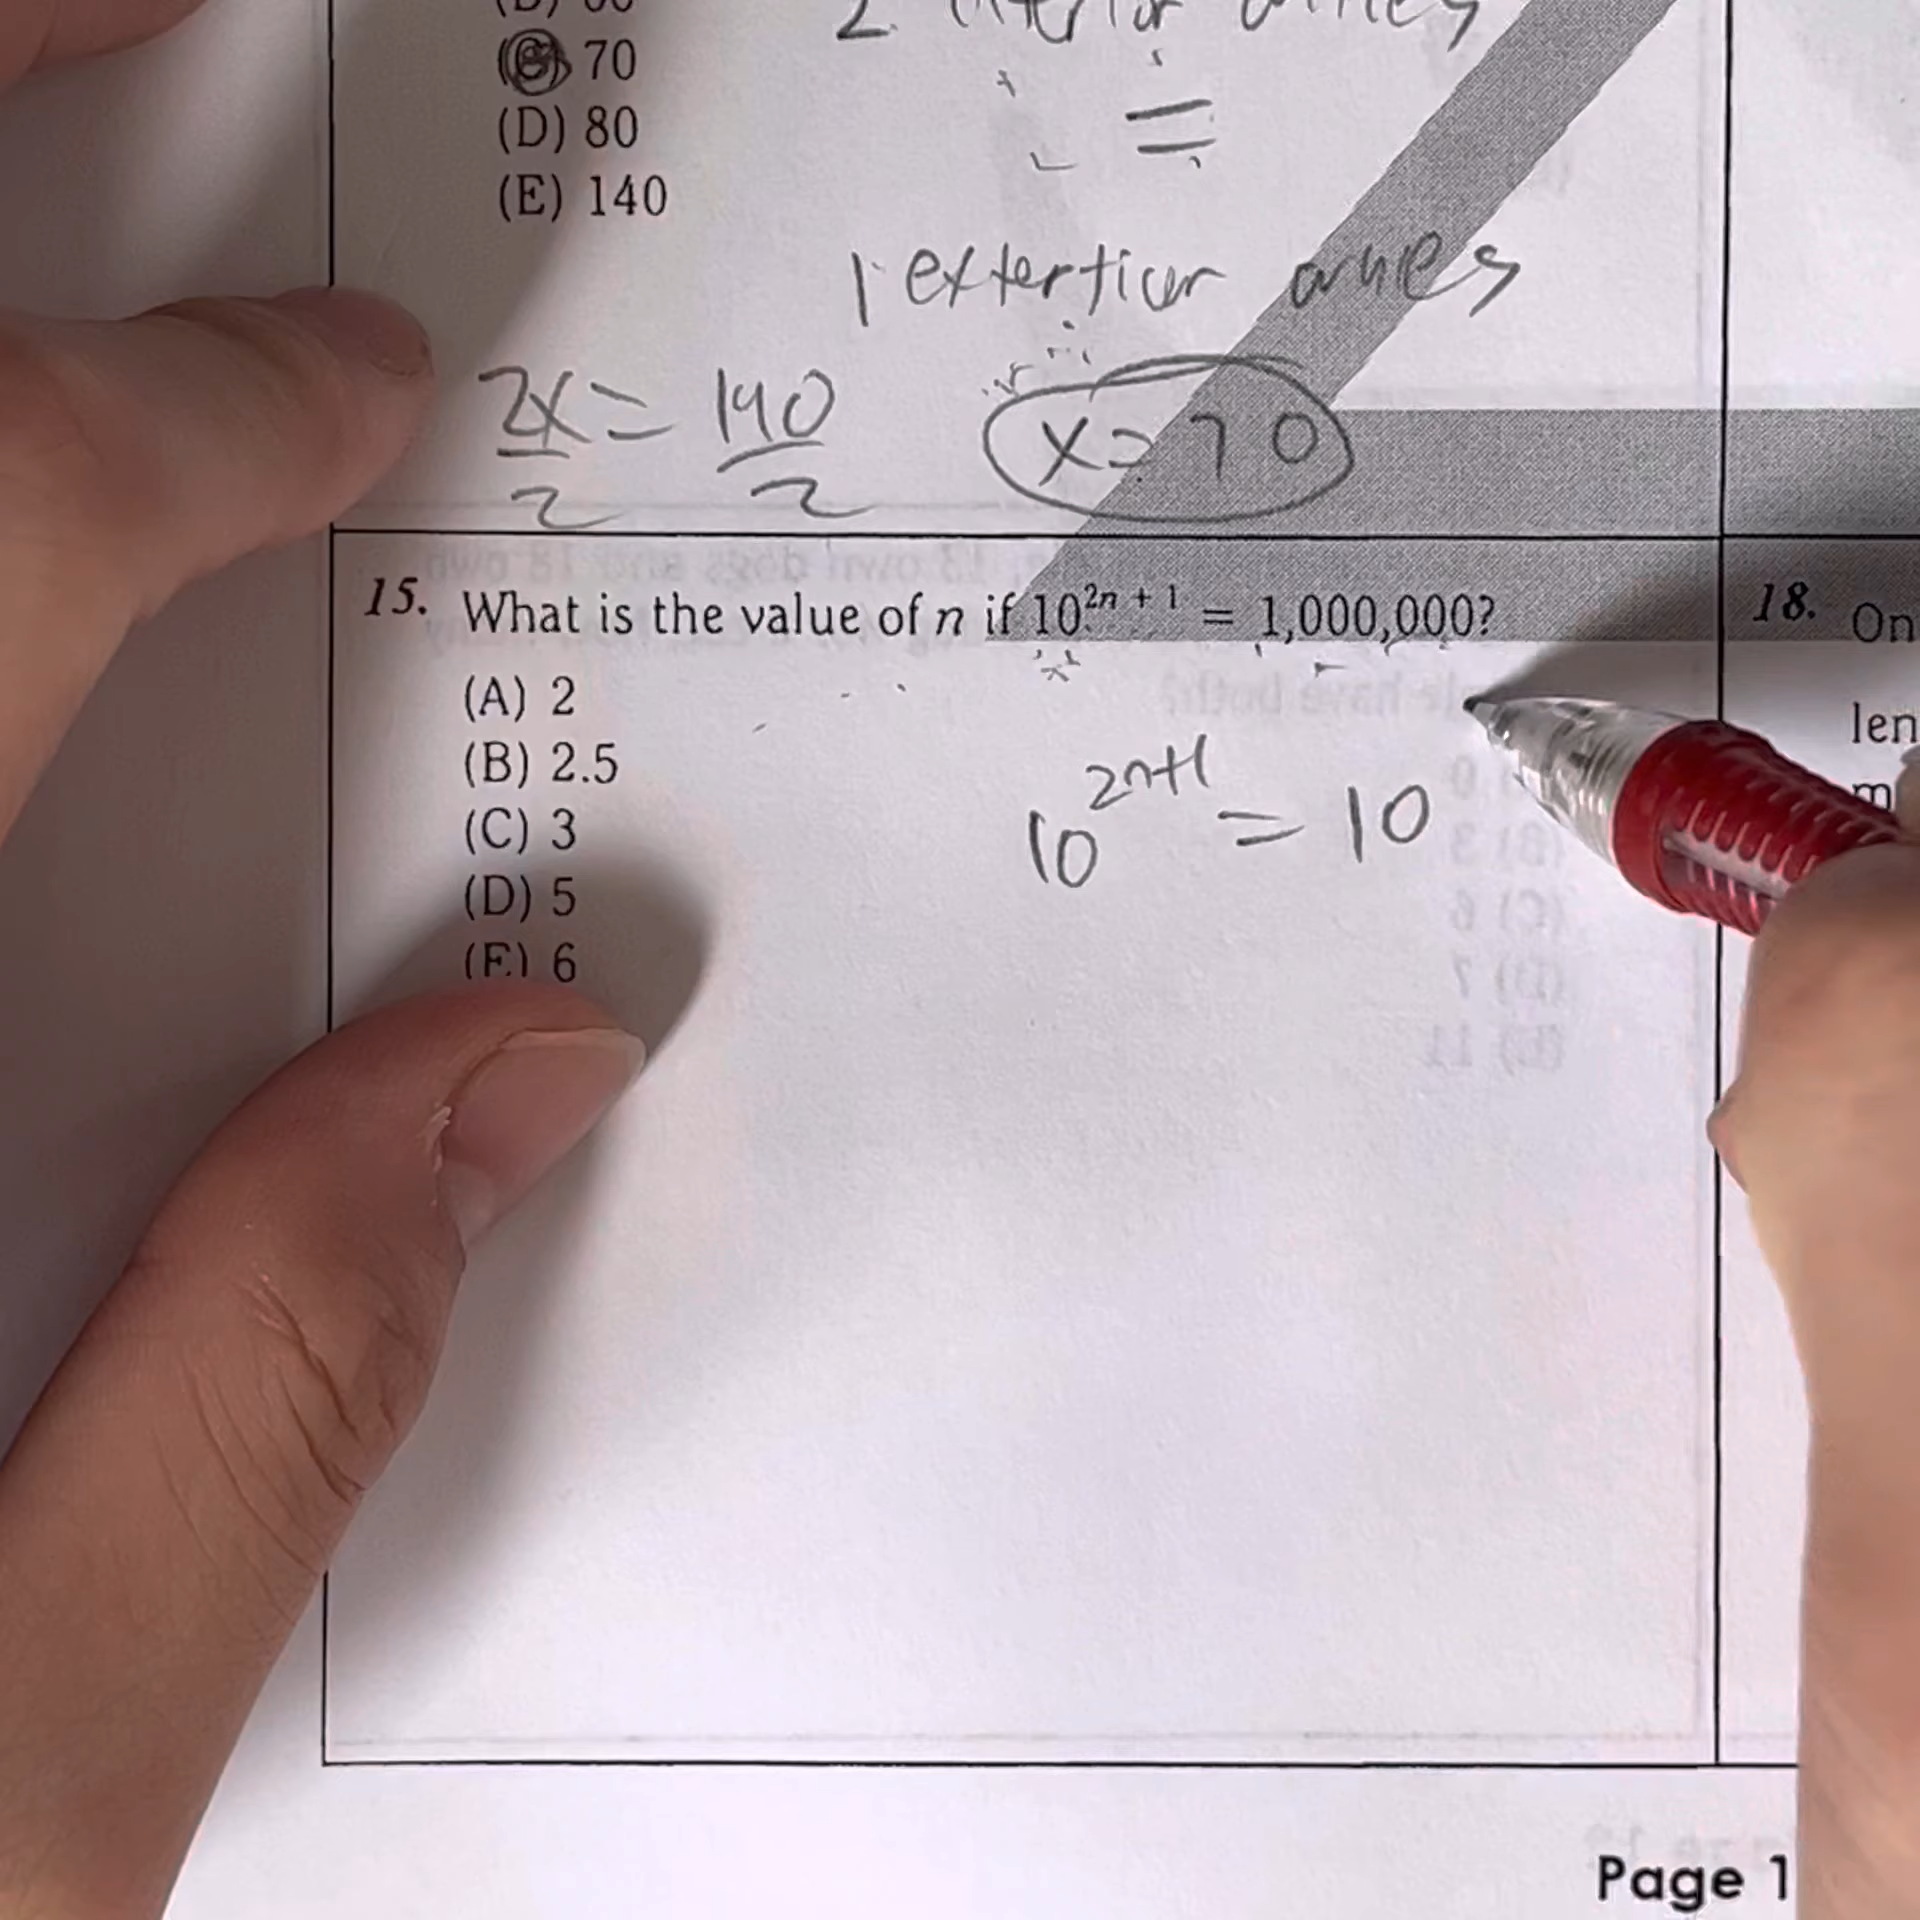 (C) 70
(D) 80
(E) 140
2 interior
=
1 extertior
2x = 140
2 2
x = 70
15. What is the value of n if 10^{2n + 1} = 1,000,000?
(A) 2
(B) 2.5
(C) 3
(D) 5
(E) 6
10^{2n+1} = 10
18. On
len
m
Page 1